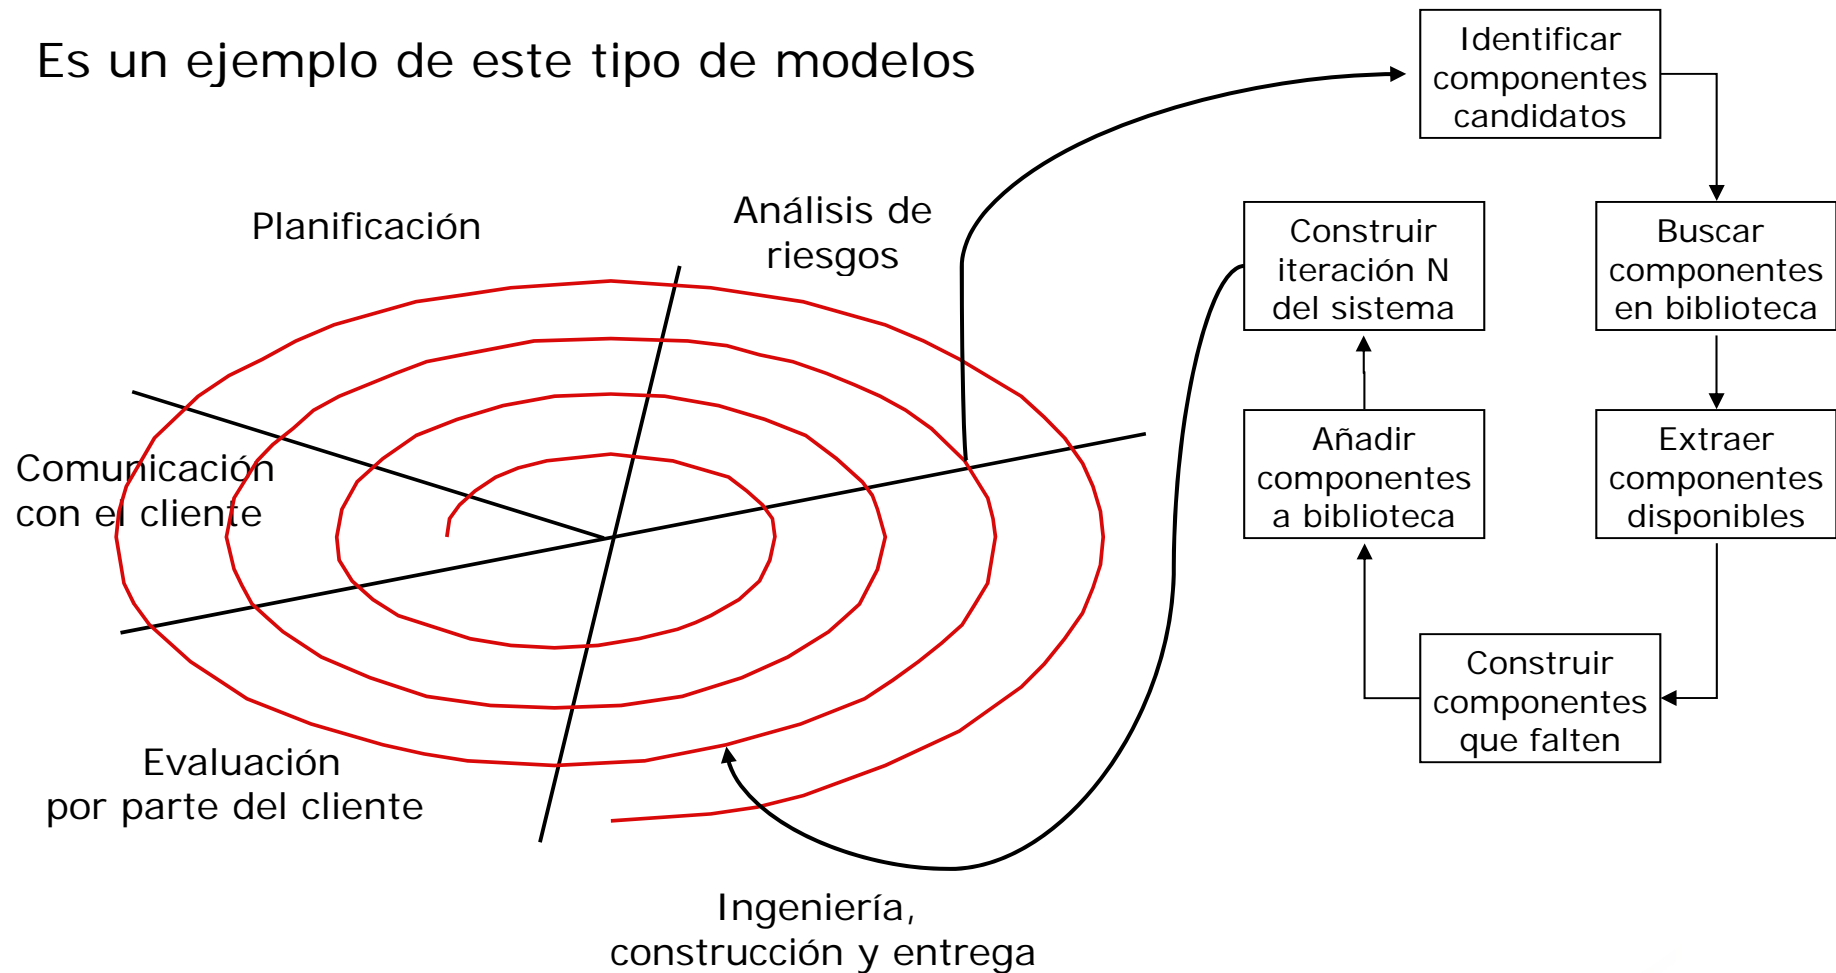 Es un ejemplo de este tipo de modelos
Identificar
componentes
candidatos
Planificación
Análisis de
riesgos
Construir
iteración N
del sistema
Buscar
componentes
en biblioteca
Comunicación
con el cliente
Añadir
componentes
a biblioteca
Extraer
componentes
disponibles
Construir
componentes
que falten
Evaluación
por parte del cliente
Ingeniería,
construcción y entrega